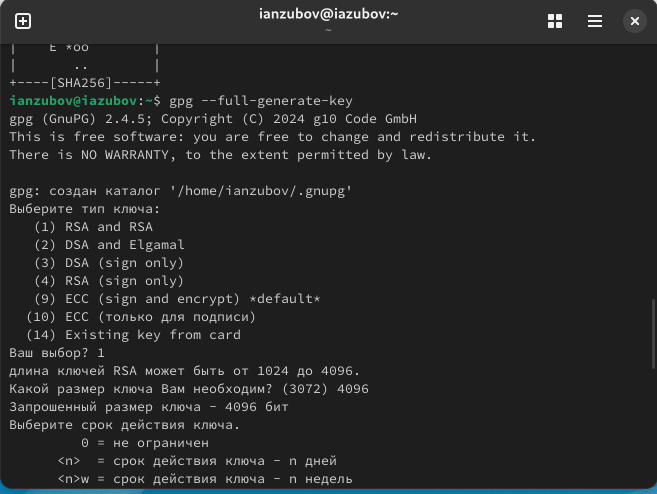 ianzubov@iazubov:~
~
|    E *oo        |
|       ..        |
+----[SHA256]-----+
ianzubov@iazubov:~$ gpg --full-generate-key
gpg (GnuPG) 2.4.5; Copyright (C) 2024 g10 Code GmbH
This is free software: you are free to change and redistribute it.
There is NO WARRANTY, to the extent permitted by law.

gpg: создан каталог '/home/ianzubov/.gnupg'
Выберите тип ключа:
   (1) RSA and RSA
   (2) DSA and Elgamal
   (3) DSA (sign only)
   (4) RSA (sign only)
   (9) ECC (sign and encrypt) *default*
  (10) ECC (только для подписи)
  (14) Existing key from card
Ваш выбор? 1
длина ключей RSA может быть от 1024 до 4096.
Какой размер ключа Вам необходим? (3072) 4096
Запрошенный размер ключа - 4096 бит
Выберите срок действия ключа.
         0 = не ограничен
      <n>  = срок действия ключа - n дней
      <n>w = срок действия ключа - n недель